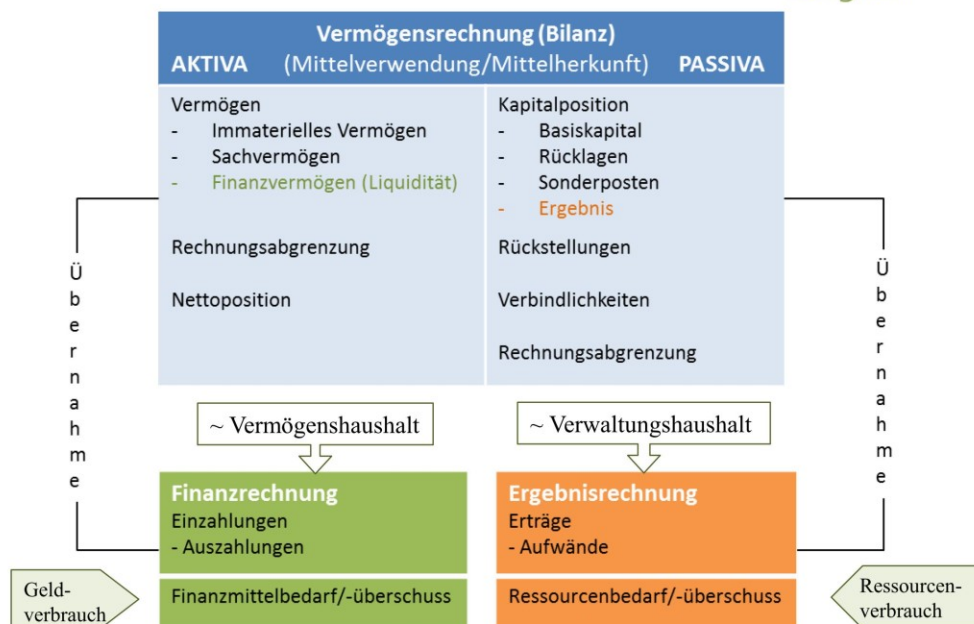 Vermögensrechnung (Bilanz)
AKTIVA (Mittelverwendung/Mittelherkunft) PASSIVA
Vermögen
- Immaterielles Vermögen
- Sachvermögen
- Finanzvermögen (Liquidität)
Rechnungsabgrenzung
Nettoposition
Kapitalposition
- Basiskapital
- Rücklagen
- Sonderposten
- Ergebnis
Rückstellungen
Verbindlichkeiten
Rechnungsabgrenzung
Übernahme
Übernahme
~ Vermögenshaushalt
~ Verwaltungshaushalt
Finanzrechnung
Einzahlungen
- Auszahlungen
Finanzmittelbedarf/-überschuss
Ergebnisrechnung
Erträge
- Aufwände
Ressourcenbedarf/-überschuss
Geld-
verbrauch
Ressourcen-
verbrauch